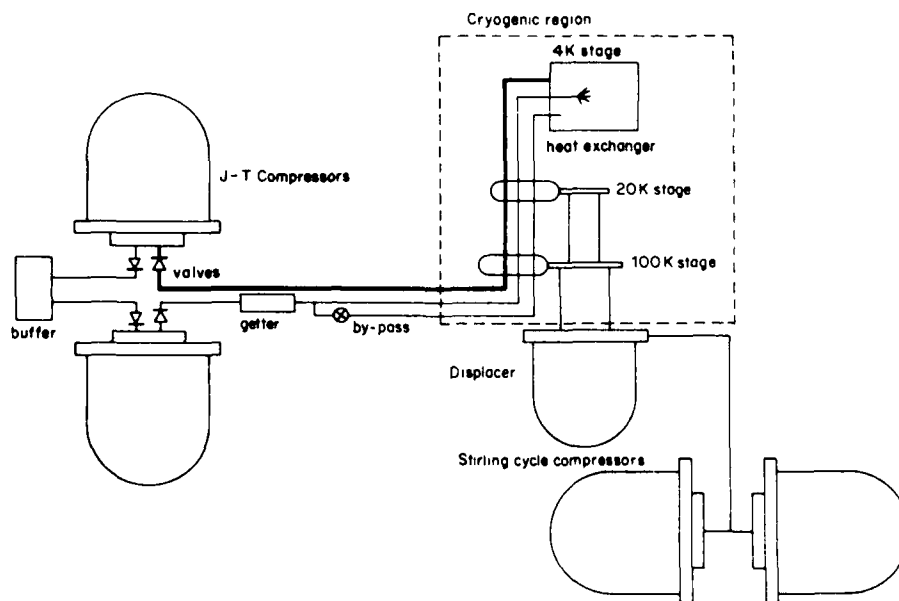 Cryogenic region
4K stage
heat exchanger
J-T Compressors
20K stage
100K stage
valves
buffer
getter
by-pass
Displacer
Stirling cycle compressors